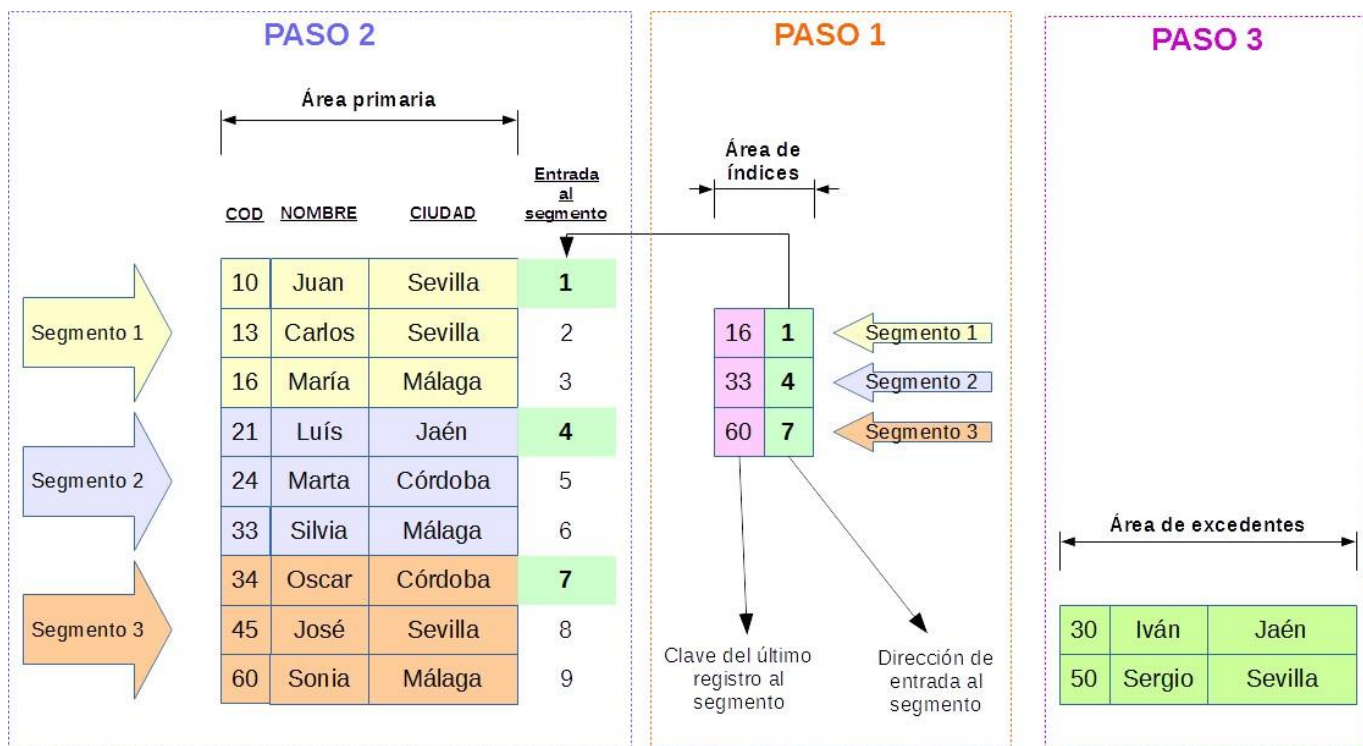 PASO 2
Área primaria
Entrada
al
segmento
COD NOMBRE CIUDAD
10 Juan Sevilla 1
Segmento 1 13 Carlos Sevilla 2
16 María Málaga 3
21 Luís Jaén 4
Segmento 2 24 Marta Córdoba 5
33 Silvia Málaga 6
34 Oscar Córdoba 7
Segmento 3 45 José Sevilla 8
60 Sonia Málaga 9
PASO 1
Área de
índices
16 1 Segmento 1
33 4 Segmento 2
60 7 Segmento 3
Clave del último
registro al
segmento
Dirección de
entrada al
segmento
PASO 3
Área de excedentes
30 Iván Jaén
50 Sergio Sevilla